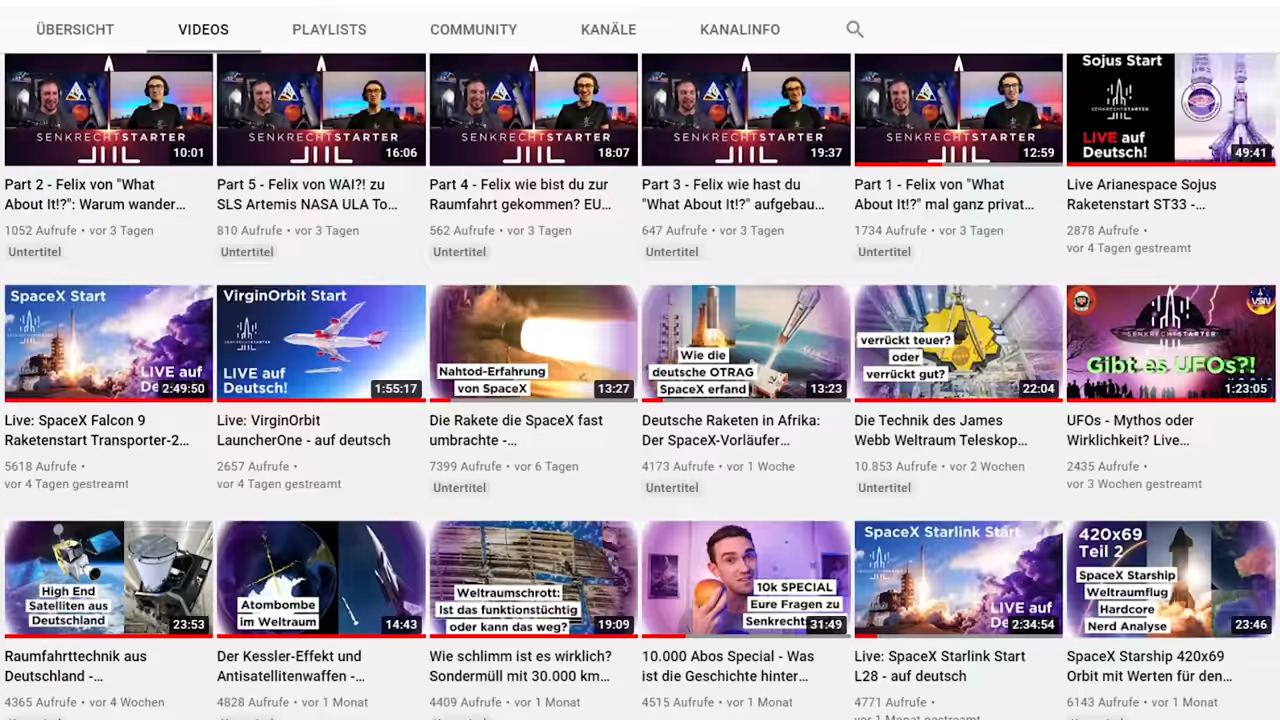 ÜBERSICHT VIDEOS PLAYLISTS COMMUNITY KANÄLE KANALINFO
SENKRECHTSTARTER
10:01
SENKRECHTSTARTER
16:06
SENKRECHTSTARTER
18:07
SENKRECHTSTARTER
19:37
SENKRECHTSTARTER
12:59
Sojus Start
SENKRECHTSTARTER
LIVE auf
Deutsch!
49:41
Part 2 - Felix von "What
About It!?": Warum wander...
1052 Aufrufe • vor 3 Tagen
Untertitel
Part 5 - Felix von WAI?! zu
SLS Artemis NASA ULA To...
810 Aufrufe • vor 3 Tagen
Untertitel
Part 4 - Felix wie bist du zur
Raumfahrt gekommen? EU...
562 Aufrufe • vor 3 Tagen
Untertitel
Part 3 - Felix wie hast du
"What About It!?" aufgebau...
647 Aufrufe • vor 3 Tagen
Untertitel
Part 1 - Felix von "What
About It!?" mal ganz privat...
1734 Aufrufe • vor 3 Tagen
Untertitel
Live Arianespace Sojus
Raketenstart ST33 -...
2878 Aufrufe •
vor 4 Tagen gestreamt
SpaceX Start
LIVE auf
De
2:49:50
VirginOrbit Start
SENKRECHTSTARTER
LIVE auf
Deutsch!
1:55:17
Nahtod-Erfahrung
von SpaceX
13:27
Wie die
deutsche OTRAG
SpaceX erfand
13:23
verrückt teuer?
oder
verrückt gut?
22:04
VSN
SENKRECHTSTARTER
Gibt es UFOs?!
1:23:05
Live: SpaceX Falcon 9
Raketenstart Transporter-2...
5618 Aufrufe •
vor 4 Tagen gestreamt
Live: VirginOrbit
LauncherOne - auf deutsch
2657 Aufrufe •
vor 4 Tagen gestreamt
Die Rakete die SpaceX fast
umbrachte -...
7399 Aufrufe • vor 6 Tagen
Untertitel
Deutsche Raketen in Afrika:
Der SpaceX-Vorläufer...
4173 Aufrufe • vor 1 Woche
Untertitel
Die Technik des James
Webb Weltraum Teleskop...
10.853 Aufrufe • vor 2 Wochen
Untertitel
UFOs - Mythos oder
Wirklichkeit? Live...
2435 Aufrufe •
vor 3 Wochen gestreamt
High End
Satelliten aus
Deutschland
23:53
Atombombe
im Weltraum
14:43
Weltraumschrott:
Ist das funktionstüchtig
oder kann das weg?
19:09
10k SPECIAL
Eure Fragen zu
Senkrechts
31:49
SpaceX Starlink Start
LIVE auf
De
2:34:54
420x69
Teil 2
SpaceX Starship
Weltraumflug
Hardcore
Nerd Analyse
23:46
Raumfahrttechnik aus
Deutschland -...
4365 Aufrufe • vor 4 Wochen
Der Kessler-Effekt und
Antisatellitenwaffen -...
4828 Aufrufe • vor 1 Monat
Wie schlimm ist es wirklich?
Sondermüll mit 30.000 km...
4409 Aufrufe • vor 1 Monat
10.000 Abos Special - Was
ist die Geschichte hinter...
4515 Aufrufe • vor 1 Monat
Live: SpaceX Starlink Start
L28 - auf deutsch
4771 Aufrufe •
vor 1 Monat gestreamt
SpaceX Starship 420x69
Orbit mit Werten für den...
6143 Aufrufe • vor 1 Monat